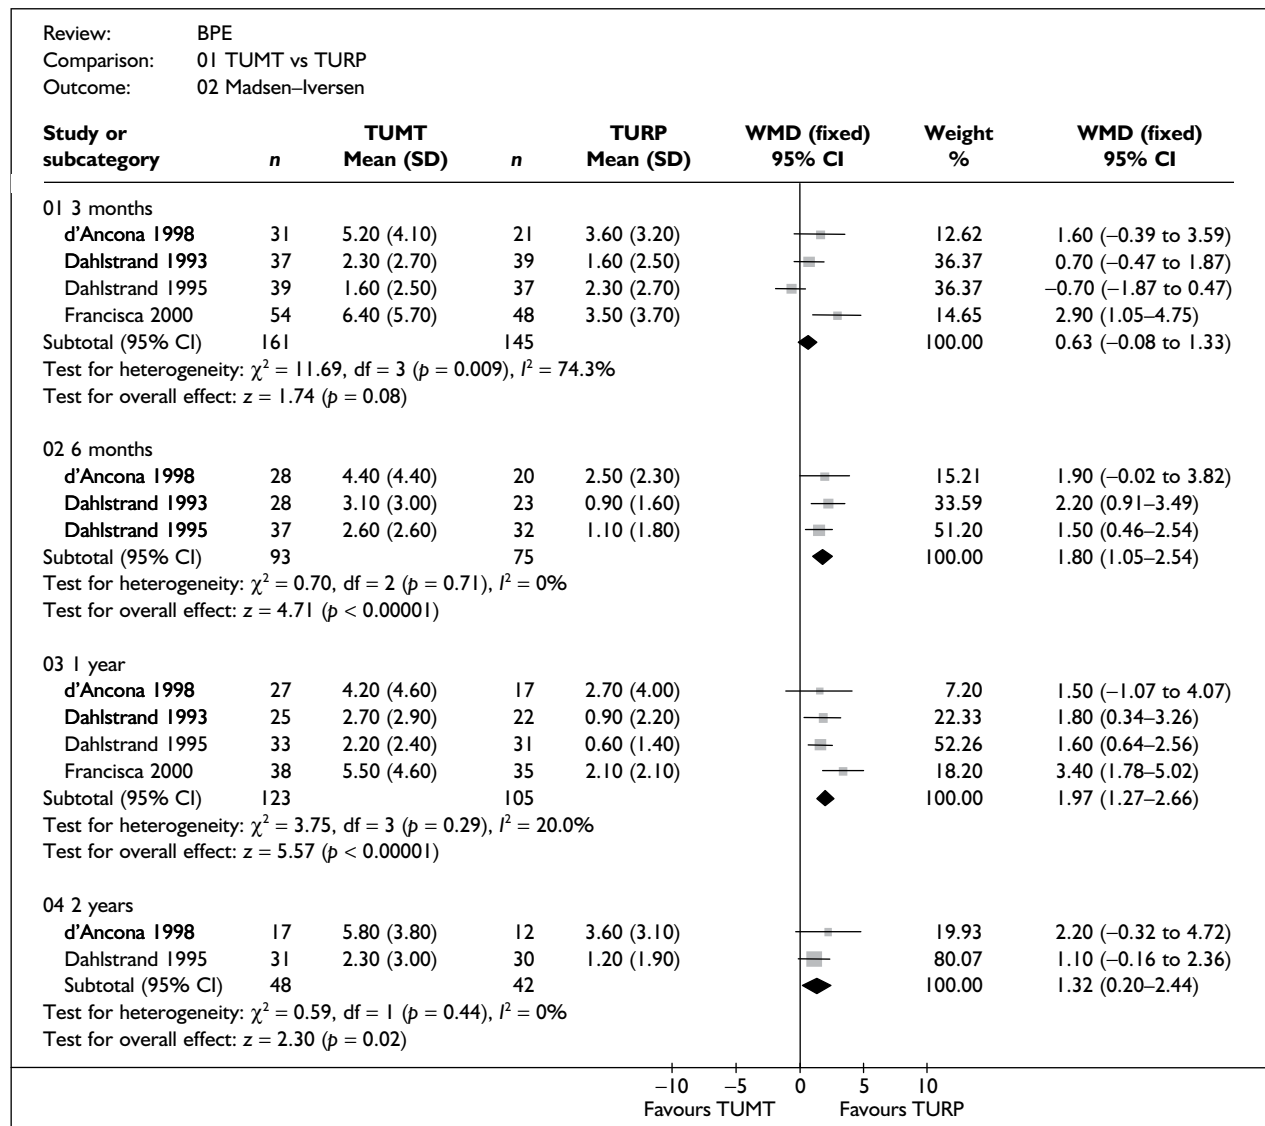 Review: BPE
Comparison: 01 TUMT vs TURP
Outcome: 02 Madsen–Iversen
Study or TUMT TURP WMD (fixed) Weight WMD (fixed)
subcategory n Mean (SD) n Mean (SD) 95% CI % 95% CI
01 3 months
d'Ancona 1998 31 5.20 (4.10) 21 3.60 (3.20) 12.62 1.60 (–0.39 to 3.59)
Dahlstrand 1993 37 2.30 (2.70) 39 1.60 (2.50) 36.37 0.70 (–0.47 to 1.87)
Dahlstrand 1995 39 1.60 (2.50) 37 2.30 (2.70) 36.37 –0.70 (–1.87 to 0.47)
Francisca 2000 54 6.40 (5.70) 48 3.50 (3.70) 14.65 2.90 (1.05–4.75)
Subtotal (95% CI) 161 145 100.00 0.63 (–0.08 to 1.33)
Test for heterogeneity: χ² = 11.69, df = 3 (p = 0.009), I² = 74.3%
Test for overall effect: z = 1.74 (p = 0.08)
02 6 months
d'Ancona 1998 28 4.40 (4.40) 20 2.50 (2.30) 15.21 1.90 (–0.02 to 3.82)
Dahlstrand 1993 28 3.10 (3.00) 23 0.90 (1.60) 33.59 2.20 (0.91–3.49)
Dahlstrand 1995 37 2.60 (2.60) 32 1.10 (1.80) 51.20 1.50 (0.46–2.54)
Subtotal (95% CI) 93 75 100.00 1.80 (1.05–2.54)
Test for heterogeneity: χ² = 0.70, df = 2 (p = 0.71), I² = 0%
Test for overall effect: z = 4.71 (p < 0.00001)
03 1 year
d'Ancona 1998 27 4.20 (4.60) 17 2.70 (4.00) 7.20 1.50 (–1.07 to 4.07)
Dahlstrand 1993 25 2.70 (2.90) 22 0.90 (2.20) 22.33 1.80 (0.34–3.26)
Dahlstrand 1995 33 2.20 (2.40) 31 0.60 (1.40) 52.26 1.60 (0.64–2.56)
Francisca 2000 38 5.50 (4.60) 35 2.10 (2.10) 18.20 3.40 (1.78–5.02)
Subtotal (95% CI) 123 105 100.00 1.97 (1.27–2.66)
Test for heterogeneity: χ² = 3.75, df = 3 (p = 0.29), I² = 20.0%
Test for overall effect: z = 5.57 (p < 0.00001)
04 2 years
d'Ancona 1998 17 5.80 (3.80) 12 3.60 (3.10) 19.93 2.20 (–0.32 to 4.72)
Dahlstrand 1995 31 2.30 (3.00) 30 1.20 (1.90) 80.07 1.10 (–0.16 to 2.36)
Subtotal (95% CI) 48 42 100.00 1.32 (0.20–2.44)
Test for heterogeneity: χ² = 0.59, df = 1 (p = 0.44), I² = 0%
Test for overall effect: z = 2.30 (p = 0.02)
–10 –5 0 5 10
Favours TUMT Favours TURP